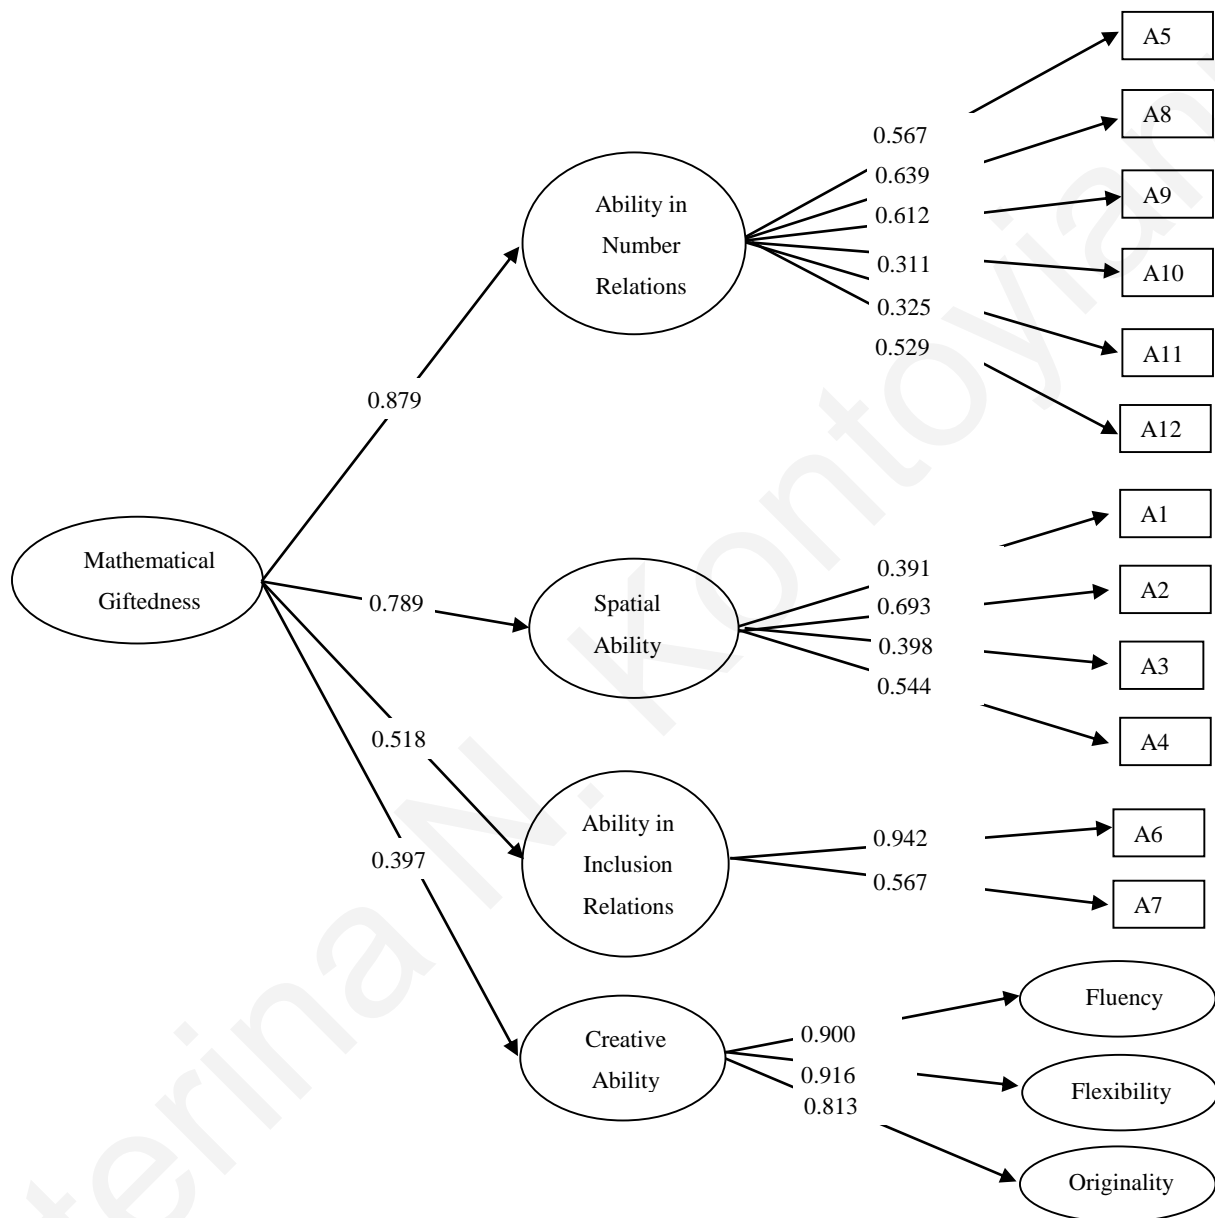 A5
A8
A9
A10
A11
A12
0.567
0.639
0.612
0.311
0.325
0.529
Ability in
Number
Relations
0.879
Mathematical
Giftedness
0.789
0.518
0.397
Spatial
Ability
0.391
0.693
0.398
0.544
A1
A2
A3
A4
Ability in
Inclusion
Relations
0.942
0.567
A6
A7
Creative
Ability
0.900
0.916
0.813
Fluency
Flexibility
Originality
terina N. Kontoyian